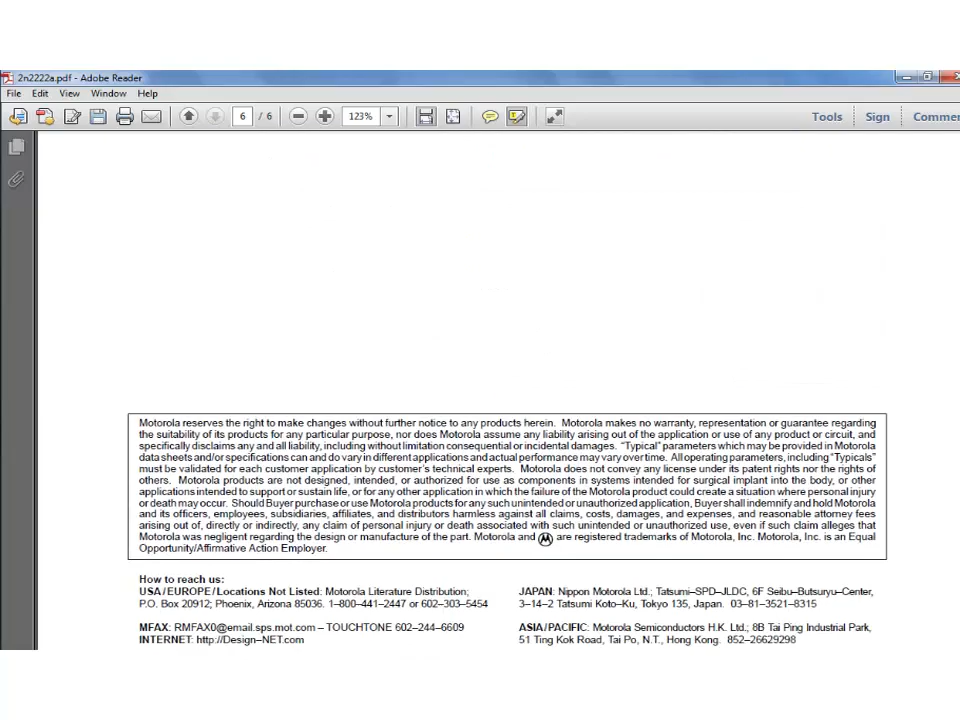 2n2222a.pdf - Adobe Reader
File Edit View Window Help
6 / 6 123% Tools Sign
Motorola reserves the right to make changes without further notice to any products herein. Motorola makes no warranty, representation or guarantee regarding
the suitability of its products for any particular purpose, nor does Motorola assume any liability arising out of the application or use of any product or circuit, and
specifically disclaims any and all liability, including without limitation consequential or incidental damages. “Typical” parameters which may be provided in Motorola
data sheets and/or specifications can and do vary in different applications and actual performance may vary over time. All operating parameters, including “Typicals”
must be validated for each customer application by customer’s technical experts. Motorola does not convey any license under its patent rights nor the rights of
others. Motorola products are not designed, intended, or authorized for use as components in systems intended for surgical implant into the body, or other
applications intended to support or sustain life, or for any other application in which the failure of the Motorola product could create a situation where personal injury
or death may occur. Should Buyer purchase or use Motorola products for any such unintended or unauthorized application, Buyer shall indemnify and hold Motorola
and its officers, employees, subsidiaries, affiliates, and distributors harmless against all claims, costs, damages, and expenses, and reasonable attorney fees
arising out of, directly or indirectly, any claim of personal injury or death associated with such unintended or unauthorized use, even if such claim alleges that
Motorola was negligent regarding the design or manufacture of the part. Motorola and are registered trademarks of Motorola, Inc. Motorola, Inc. is an Equal
Opportunity/Affirmative Action Employer.
How to reach us:
USA/EUROPE/Locations Not Listed: Motorola Literature Distribution;
P.O. Box 20912; Phoenix, Arizona 85036. 1–800–441–2447 or 602–303–5454
MFAX: RMFAX0@email.sps.mot.com – TOUCHTONE 602–244–6609
INTERNET: http://Design–NET.com
JAPAN: Nippon Motorola Ltd.; Tatsumi–SPD–JLDC, 6F Seibu–Butsuryu–Center,
3–14–2 Tatsumi Koto–Ku, Tokyo 135, Japan. 03–81–3521–8315
ASIA/PACIFIC: Motorola Semiconductors H.K. Ltd.; 8B Tai Ping Industrial Park,
51 Ting Kok Road, Tai Po, N.T., Hong Kong. 852–26629298